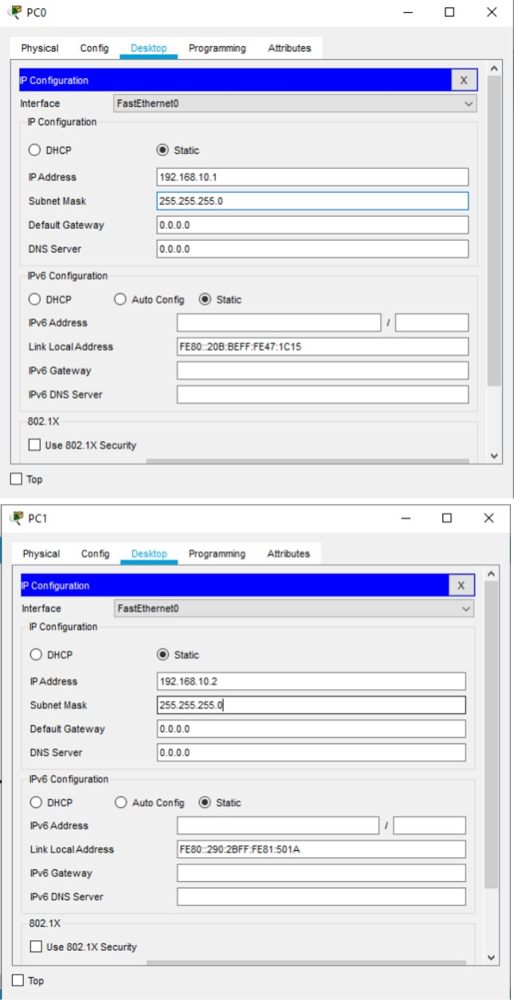 PC0
Physical Config Desktop Programming Attributes
IP Configuration X
Interface FastEthernet0
IP Configuration
DHCP Static
IP Address 192.168.10.1
Subnet Mask 255.255.255.0
Default Gateway 0.0.0.0
DNS Server 0.0.0.0
IPv6 Configuration
DHCP Auto Config Static
IPv6 Address /
Link Local Address FE80::20B:BEFF:FE47:1C15
IPv6 Gateway
IPv6 DNS Server
802.1X
Use 802.1X Security
Top
PC1
Physical Config Desktop Programming Attributes
IP Configuration X
Interface FastEthernet0
IP Configuration
DHCP Static
IP Address 192.168.10.2
Subnet Mask 255.255.255.0
Default Gateway 0.0.0.0
DNS Server 0.0.0.0
IPv6 Configuration
DHCP Auto Config Static
IPv6 Address /
Link Local Address FE80::290:2BFF:FE81:501A
IPv6 Gateway
IPv6 DNS Server
802.1X
Use 802.1X Security
Top